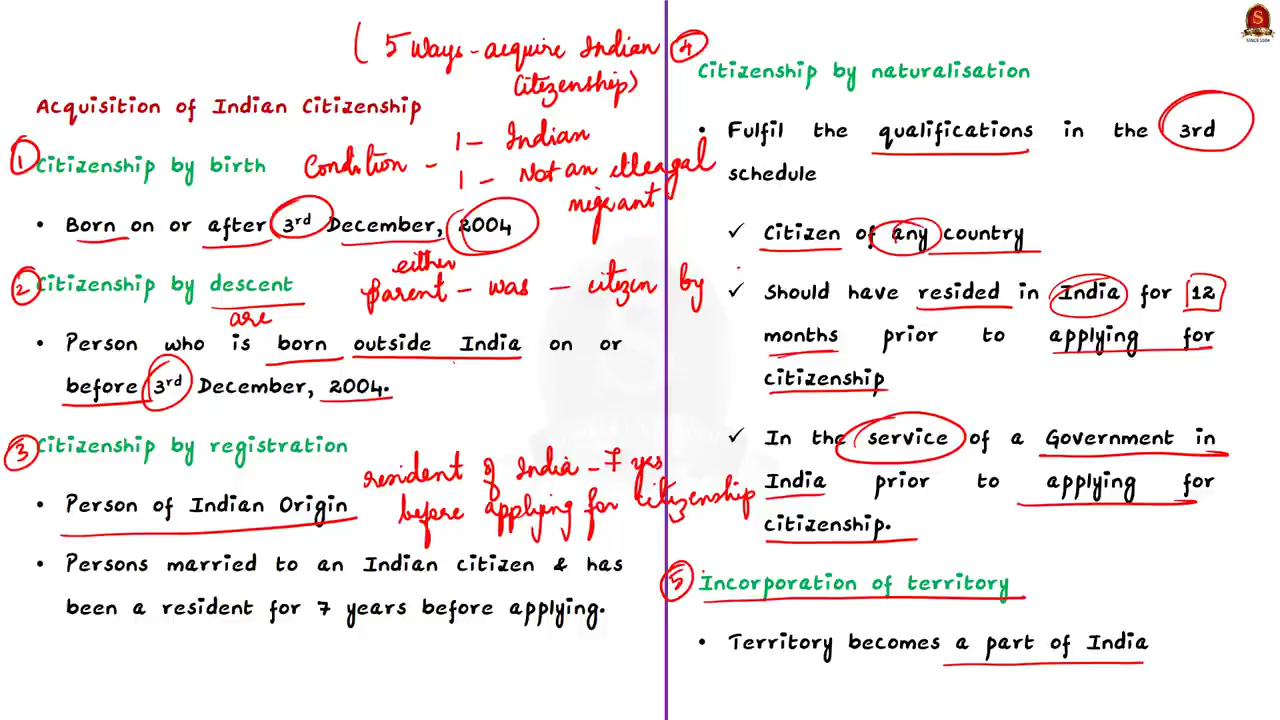 ( 5 Ways - acquire Indian
Citizenship)
Acquisition of Indian Citizenship
1 Citizenship by birth
Condition - 1 - Indian
1 - Not an illeagal
migrant
• Born on or after 3rd December, 2004
2 Citizenship by descent
are
either
parent - was - citizen by
• Person who is born outside India on or
before 3rd December, 2004.
3 Citizenship by registration
resident of India - 7 yes
before applying for citizenship
• Person of Indian Origin
• Persons married to an Indian citizen & has
been a resident for 7 years before applying.
4
Citizenship by naturalisation
• Fulfil the qualifications in the 3rd
schedule
✓ Citizen of any country
✓ Should have resided in India for 12
months prior to applying for
citizenship
✓ In the service of a Government in
India prior to applying for
citizenship.
5 Incorporation of territory
• Territory becomes a part of India
S
SINCE 2004